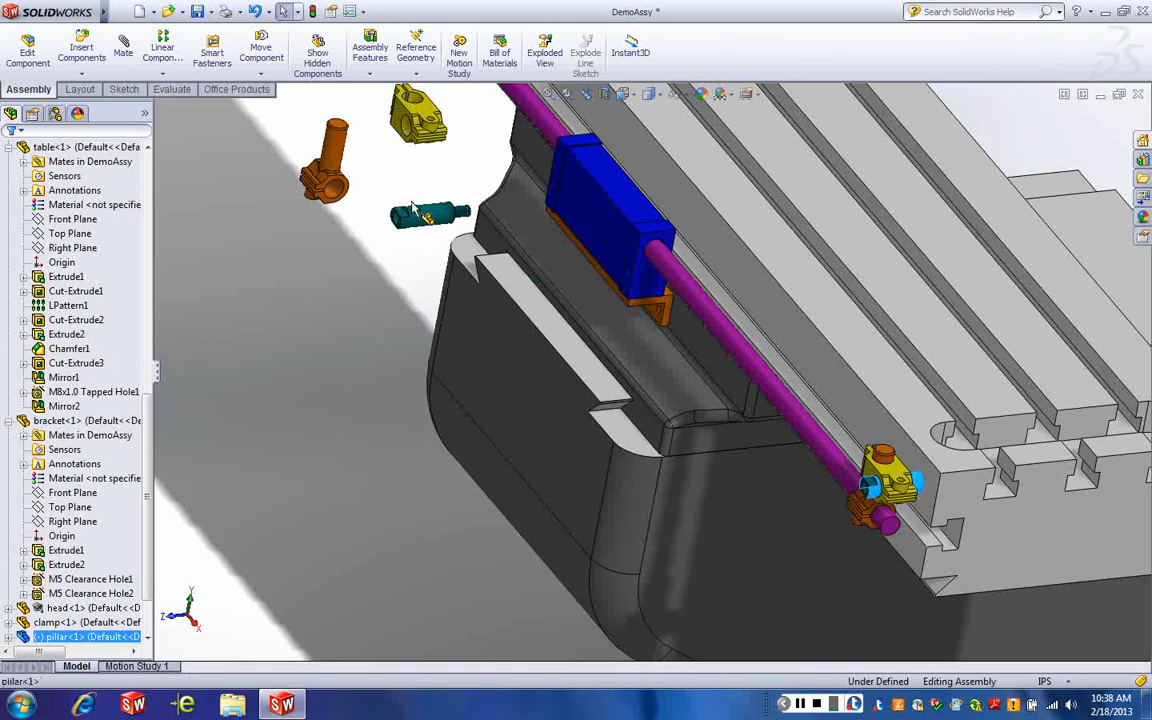 SOLIDWORKS
DemoAssy *
Search SolidWorks Help
Edit Component
Insert Components
Mate
Linear Compon...
Smart Fasteners
Move Component
Show Hidden Components
Assembly Features
Reference Geometry
New Motion Study
Bill of Materials
Exploded View
Explode Line Sketch
Instant3D
Assembly
Layout
Sketch
Evaluate
Office Products
table<1> (Default<<Defa
Mates in DemoAssy
Sensors
Annotations
Material <not specifie
Front Plane
Top Plane
Right Plane
Origin
Extrude1
Cut-Extrude1
LPattern1
Cut-Extrude2
Extrude2
Chamfer1
Cut-Extrude3
Mirror1
M8x1.0 Tapped Hole1
Mirror2
bracket<1> (Default<<De
Mates in DemoAssy
Sensors
Annotations
Material <not specifie
Front Plane
Top Plane
Right Plane
Origin
Extrude1
Extrude2
M5 Clearance Hole1
M5 Clearance Hole2
head<1> (Default<<De
clamp<1> (Default<<Def
(-) pillar<1> (Default<<D
Y
Z
X
Model
Motion Study 1
pillar<1>
Under Defined
Editing Assembly
IPS
10:38 AM
2/18/2013